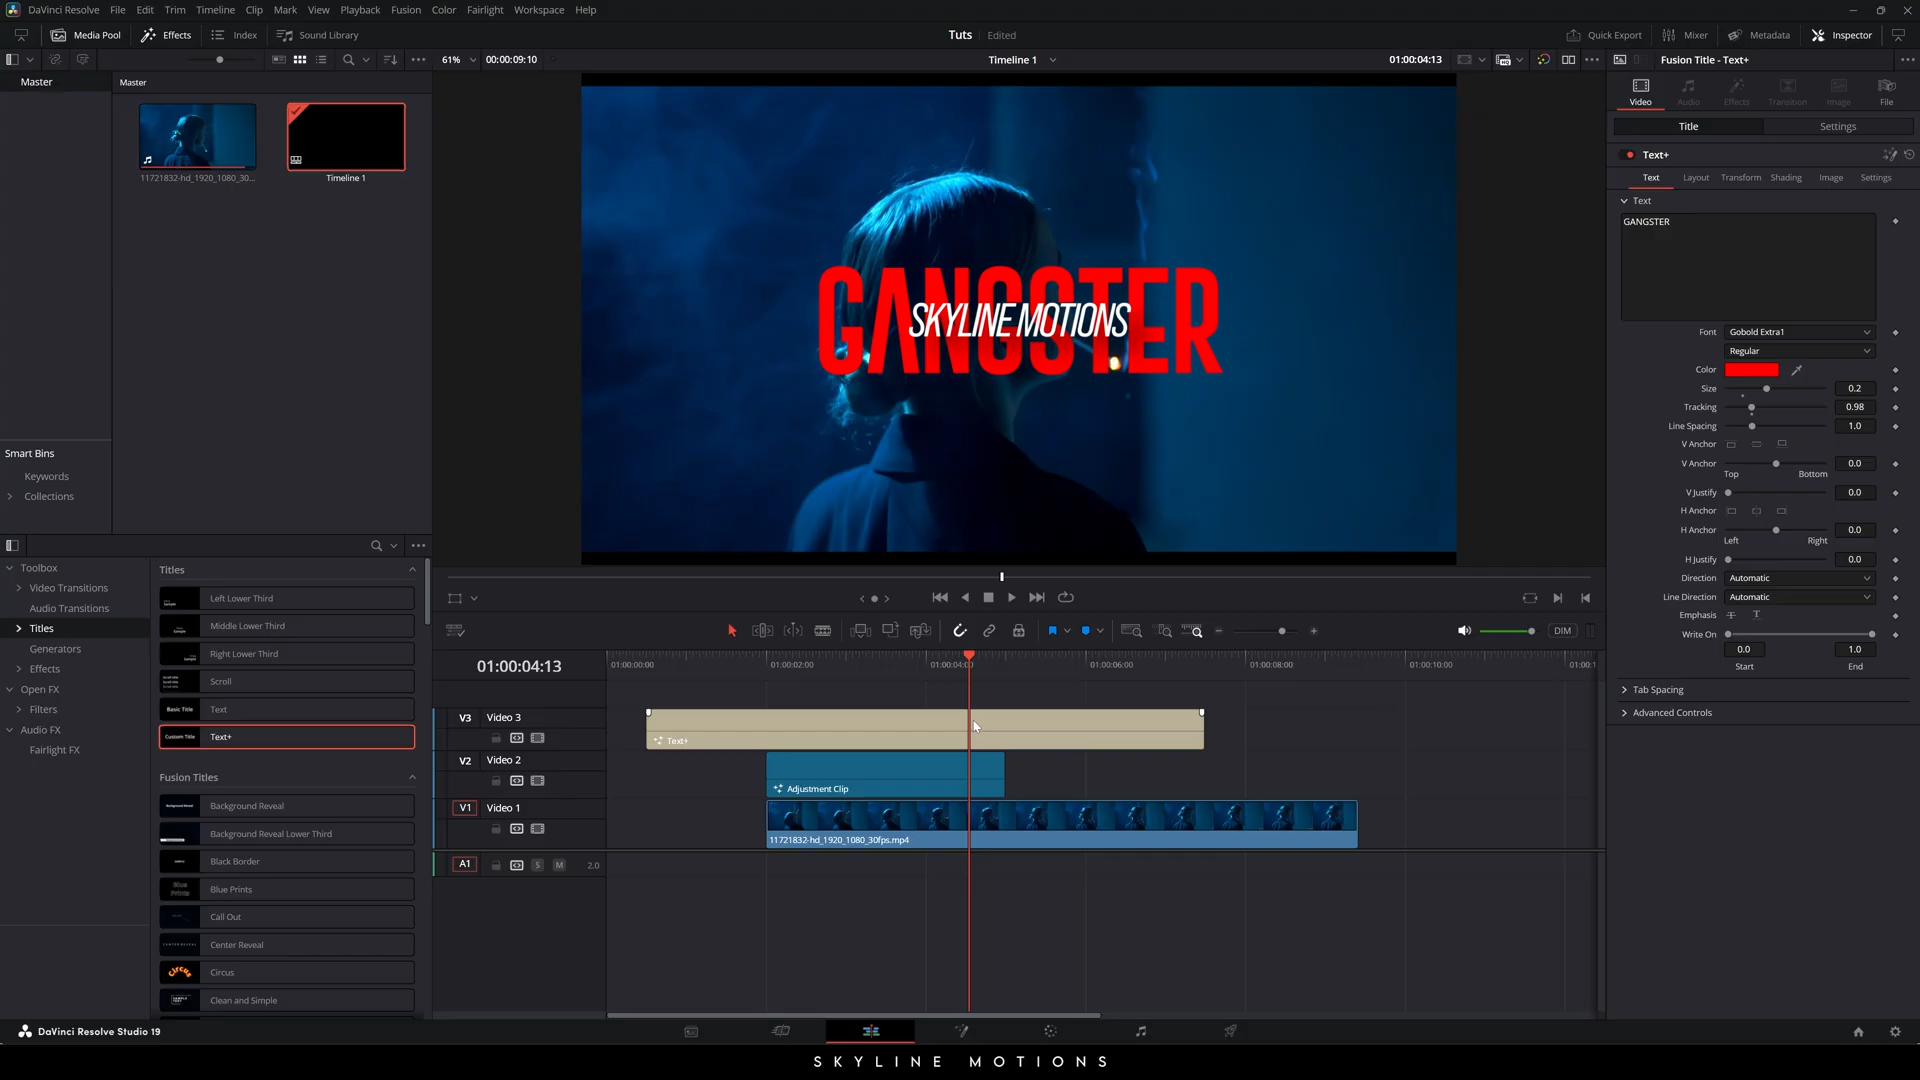 DaVinci Resolve File Edit Trim Timeline Clip Mark View Playback Fusion Color Fairlight Workspace Help
Media Pool Effects Index Sound Library Tuts Edited Quick Export Mixer Metadata Inspector
61% 00:00:09:10 Timeline 1 01:00:04:13 Fusion Title - Text+
Master Master
Video Audio Effects Transition Image File
Title Settings
Text+
11721832-hd_1920_1080_30... Timeline 1
Text Layout Transform Shading Image Settings
Text
GANGSTER
GANGSTER
SKYLINE MOTIONS
Font Gobold Extra1
Regular
Color
Size 0.2
Tracking 0.98
Line Spacing 1.0
V Anchor
V Anchor 0.0
Top Bottom
V Justify 0.0
H Anchor
H Anchor 0.0
Left Right
H Justify 0.0
Direction Automatic
Line Direction Automatic
Emphasis T T
Write On
0.0 1.0
Start End
Tab Spacing
Advanced Controls
Smart Bins
Keywords
Collections
Toolbox
Video Transitions
Audio Transitions
Titles
Generators
Effects
Open FX
Filters
Audio FX
Fairlight FX
Titles
Left Lower Third
Middle Lower Third
Right Lower Third
Scroll
Basic Title Text
Custom Title Text+
Fusion Titles
Background Reveal
Background Reveal Lower Third
Black Border
Blue Prints Blue Prints
Call Out
CENTER REVEAL Center Reveal
Circus Circus
Clean and Simple
DIM
01:00:04:13 01:00:00:00 01:00:02:00 01:00:04:00 01:00:06:00 01:00:08:00 01:00:10:00 01:00:1
V3 Video 3
Text+
V2 Video 2
Adjustment Clip
V1 Video 1
11721832-hd_1920_1080_30fps.mp4
A1 S M 2.0
DaVinci Resolve Studio 19
SKYLINE MOTIONS